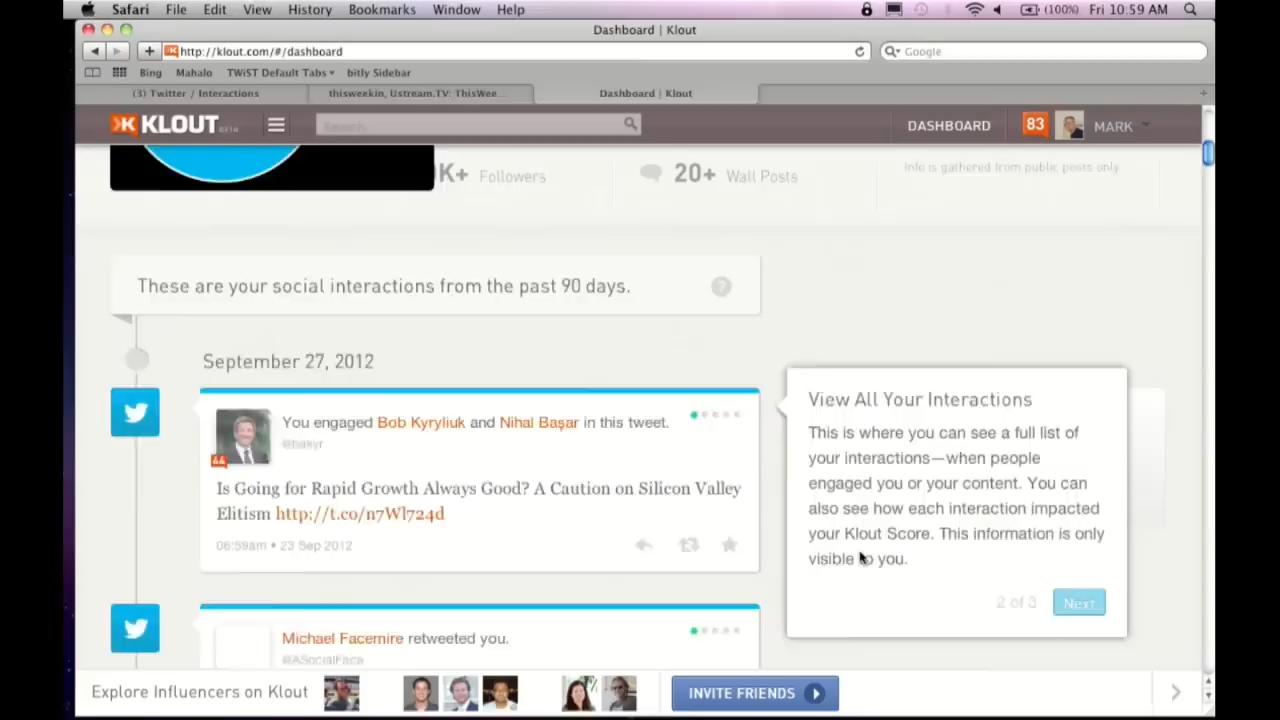 Safari File Edit View History Bookmarks Window Help (100%) Fri 10:59 AM
Dashboard | Klout
http://klout.com/#/dashboard Google
Bing Mahalo TWiST Default Tabs bitly Sidebar
(3) Twitter / Interactions thisweekin, Ustream.TV: ThisWee... Dashboard | Klout
KLOUT BETA Search DASHBOARD 83 MARK
K+ Followers 20+ Wall Posts Info is gathered from public posts only
These are your social interactions from the past 90 days. ?
September 27, 2012
You engaged Bob Kyryliuk and Nihal Başar in this tweet.
Is Going for Rapid Growth Always Good? A Caution on Silicon Valley
Elitism http://t.co/n7Wl724d
06:59am • 23 Sep 2012
View All Your Interactions
This is where you can see a full list of
your interactions—when people
engaged you or your content. You can
also see how each interaction impacted
your Klout Score. This information is only
visible to you.
2 of 3 Next
Michael Facemire retweeted you.
@ASocialFace
Explore Influencers on Klout INVITE FRIENDS